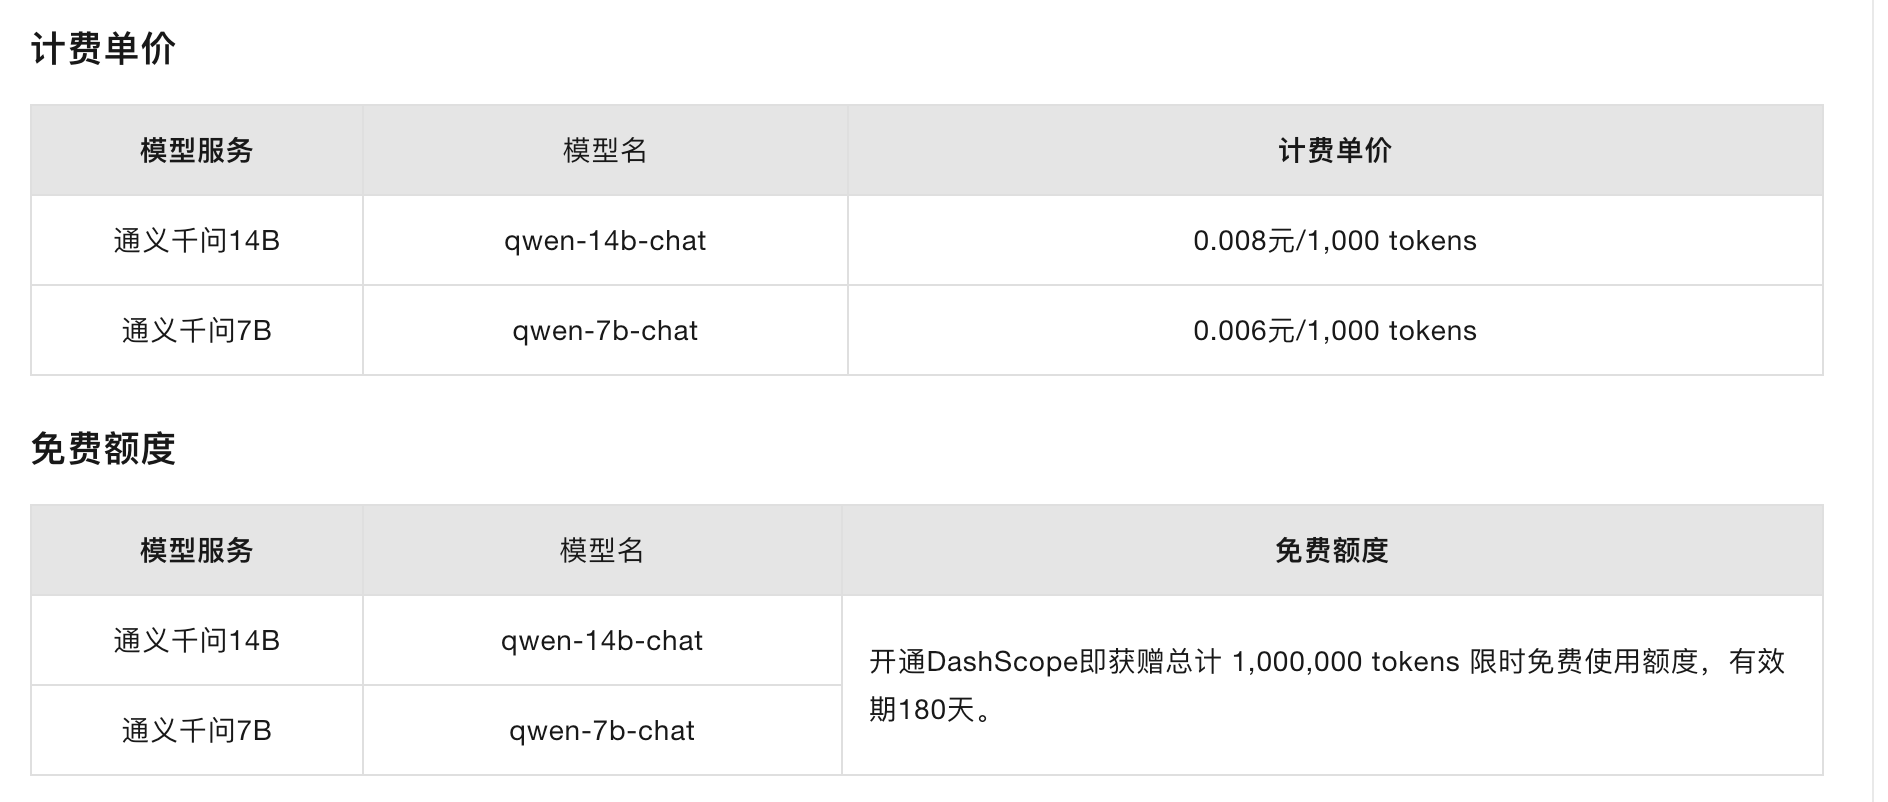 计费单价
模型服务 模型名 计费单价
通义千问14B qwen-14b-chat 0.008元/1,000 tokens
通义千问7B qwen-7b-chat 0.006元/1,000 tokens
免费额度
模型服务 模型名 免费额度
通义千问14B qwen-14b-chat
开通DashScope即获赠总计 1,000,000 tokens 限时免费使用额度，有效
期180天。
通义千问7B qwen-7b-chat